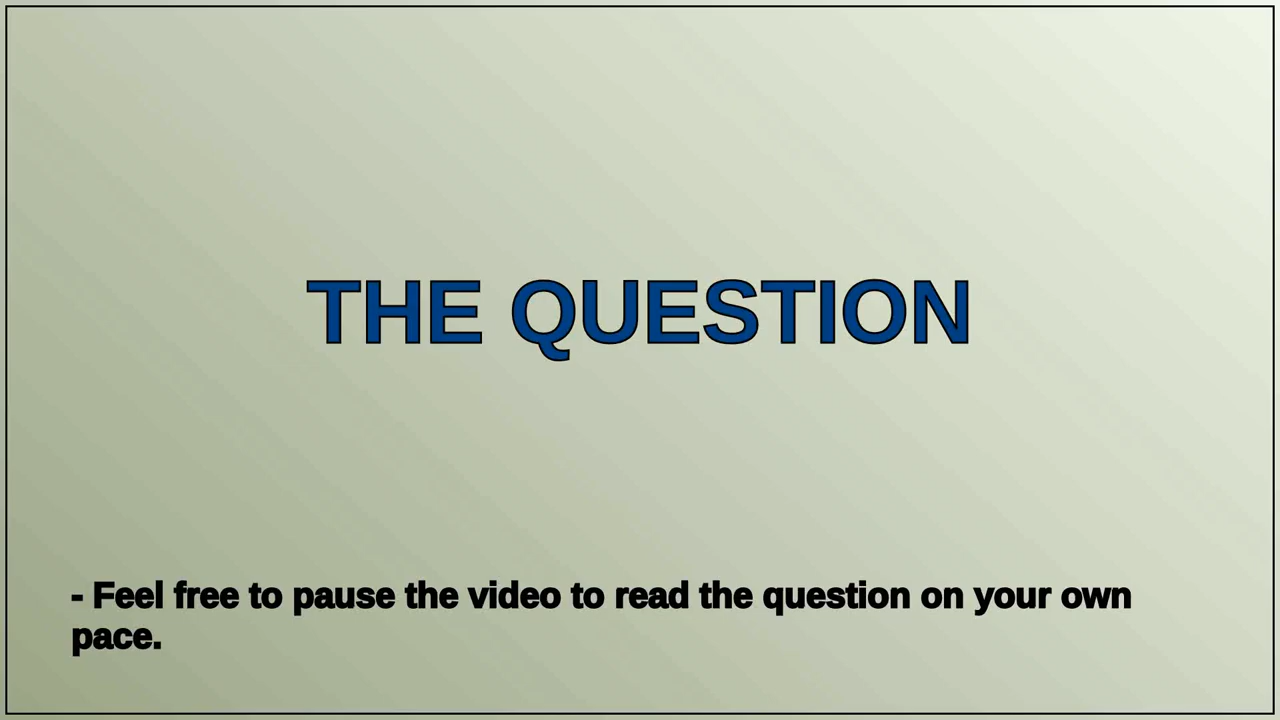 THE QUESTION
- Feel free to pause the video to read the question on your own
pace.